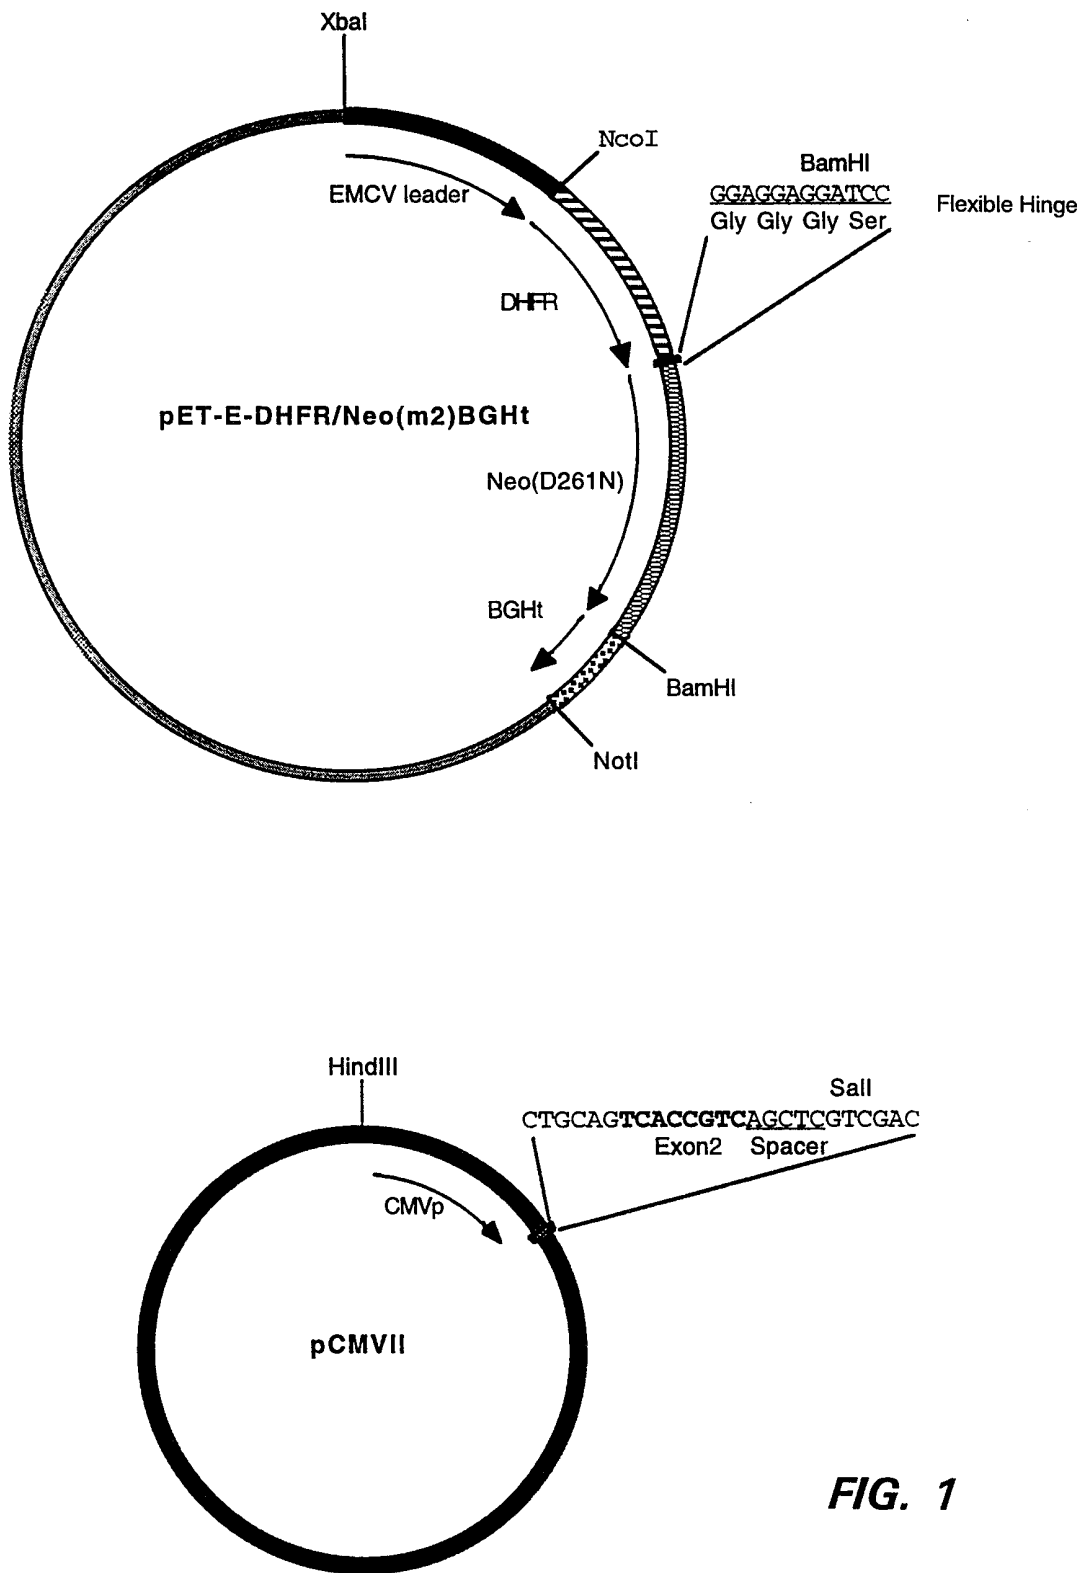 XbaI
NcoI
EMCV leader
BamHI
GGAGGAGGATCC
Gly Gly Gly Ser
Flexible Hinge
DHFR
pET-E-DHFR/Neo(m2)BGHt
Neo(D261N)
BGHt
BamHI
NotI
HindIII
SalI
CTGCAGTCACCGTCAGCTCGTCGAC
Exon2 Spacer
CMVp
pCMVII
FIG. 1